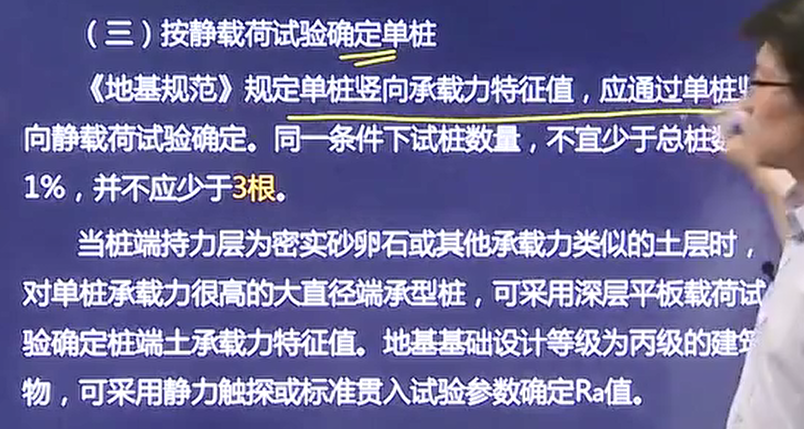 （三）按静载荷试验确定单桩
《地基规范》规定单桩竖向承载力特征值，应通过单桩
向静载荷试验确定。同一条件下试桩数量，不宜少于总桩
1%，并不应少于3根。
当桩端持力层为密实砂卵石或其他承载力类似的土层时，
对单桩承载力很高的大直径端承型桩，可采用深层平板载荷试
验确定桩端土承载力特征值。地基基础设计等级为丙级的建筑
物，可采用静力触探或标准贯入试验参数确定Ra值。